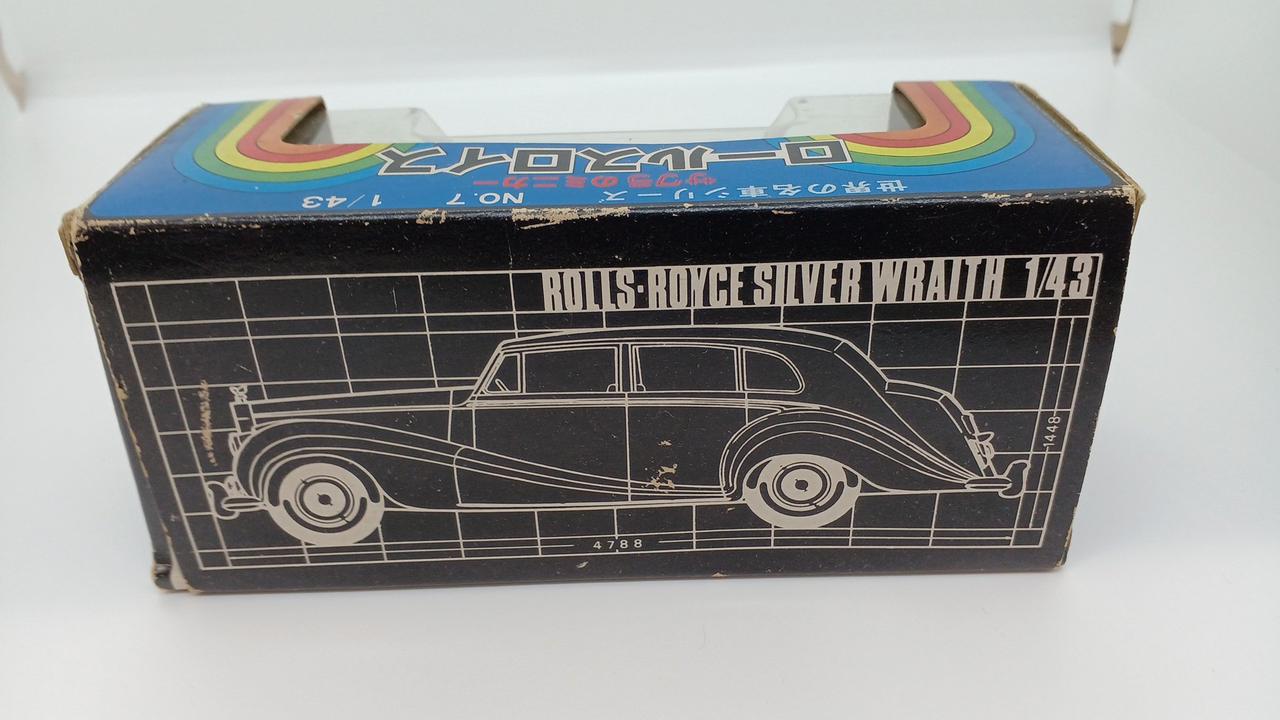 ロールスロイス
サクラのミニカー
世界の名車シリーズ NO.7 1/43
ROLLS-ROYCE SILVER WRAITH 1/43
1448
4788